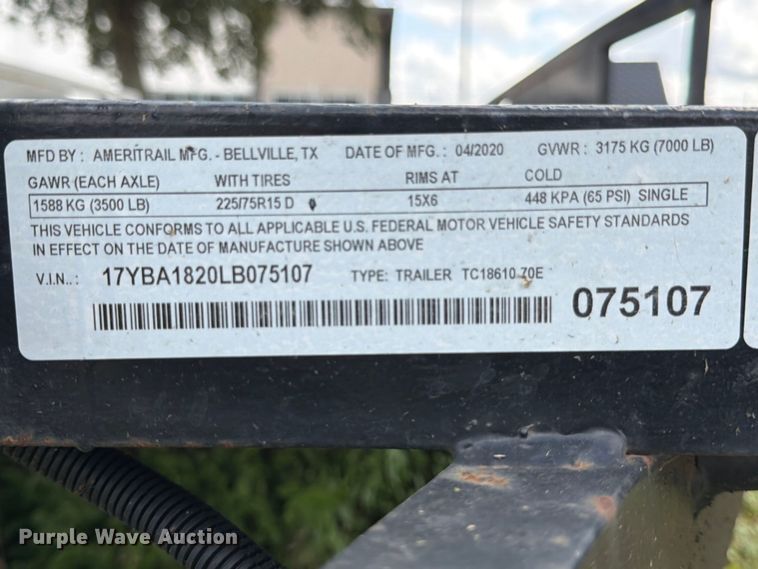 MFD BY : AMERITRAIL MFG. - BELLVILLE, TX DATE OF MFG. : 04/2020 GVWR : 3175 KG (7000 LB)
GAWR (EACH AXLE) WITH TIRES RIMS AT COLD
1588 KG (3500 LB) 225/75R15 D 15X6 448 KPA (65 PSI) SINGLE
THIS VEHICLE CONFORMS TO ALL APPLICABLE U.S. FEDERAL MOTOR VEHICLE SAFETY STANDARDS
IN EFFECT ON THE DATE OF MANUFACTURE SHOWN ABOVE
V.I.N.. : 17YBA1820LB075107 TYPE: TRAILER TC18610 70E
075107
Purple Wave Auction